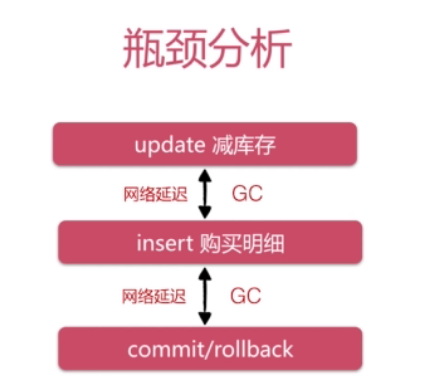 瓶颈分析
update 减库存
网络延迟 GC
insert 购买明细
网络延迟 GC
commit/rollback